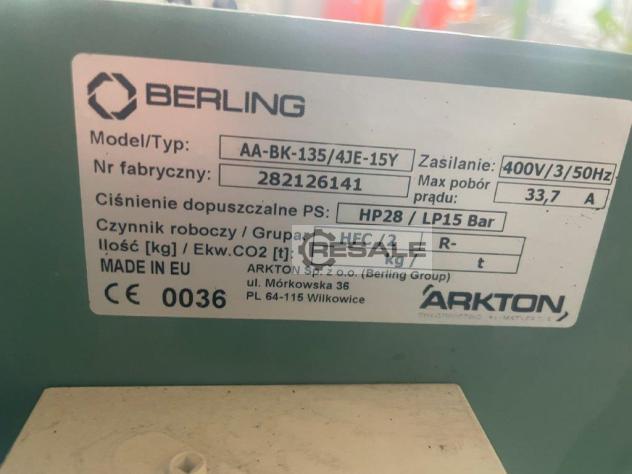 BERLING
Model/Typ: AA-BK-135/4JE-15Y Zasilanie: 400V/3/50Hz
Nr fabryczny: 282126141 Max pobór prądu: 33,7 A
Ciśnienie dopuszczalne PS: HP28 / LP15 Bar
Czynnik roboczy / Grupa HFC /2 R-
Ilość [kg] / Ekw.CO2 [t]: kg / t
RESALE
MADE IN EU
ARKTON Sp. z o.o. (Berling Group)
ul. Mórkowska 36
PL 64-115 Wilkowice
CE 0036
ARKTON